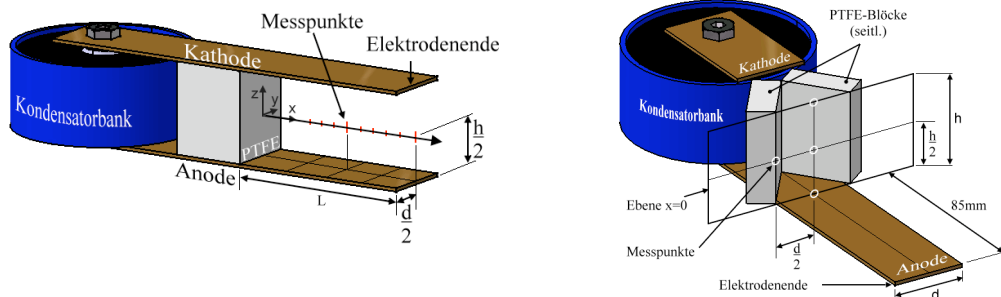 Messpunkte
Elektrodenende
Kathode
Kondensatorbank
z
y
x
PTFE
h
2
Anode
L
d
2
PTFE-Blöcke
(seitl.)
Kathode
Kondensatorbank
h
h
2
Ebene x=0
85mm
Messpunkte
d
2
Anode
Elektrodenende
d